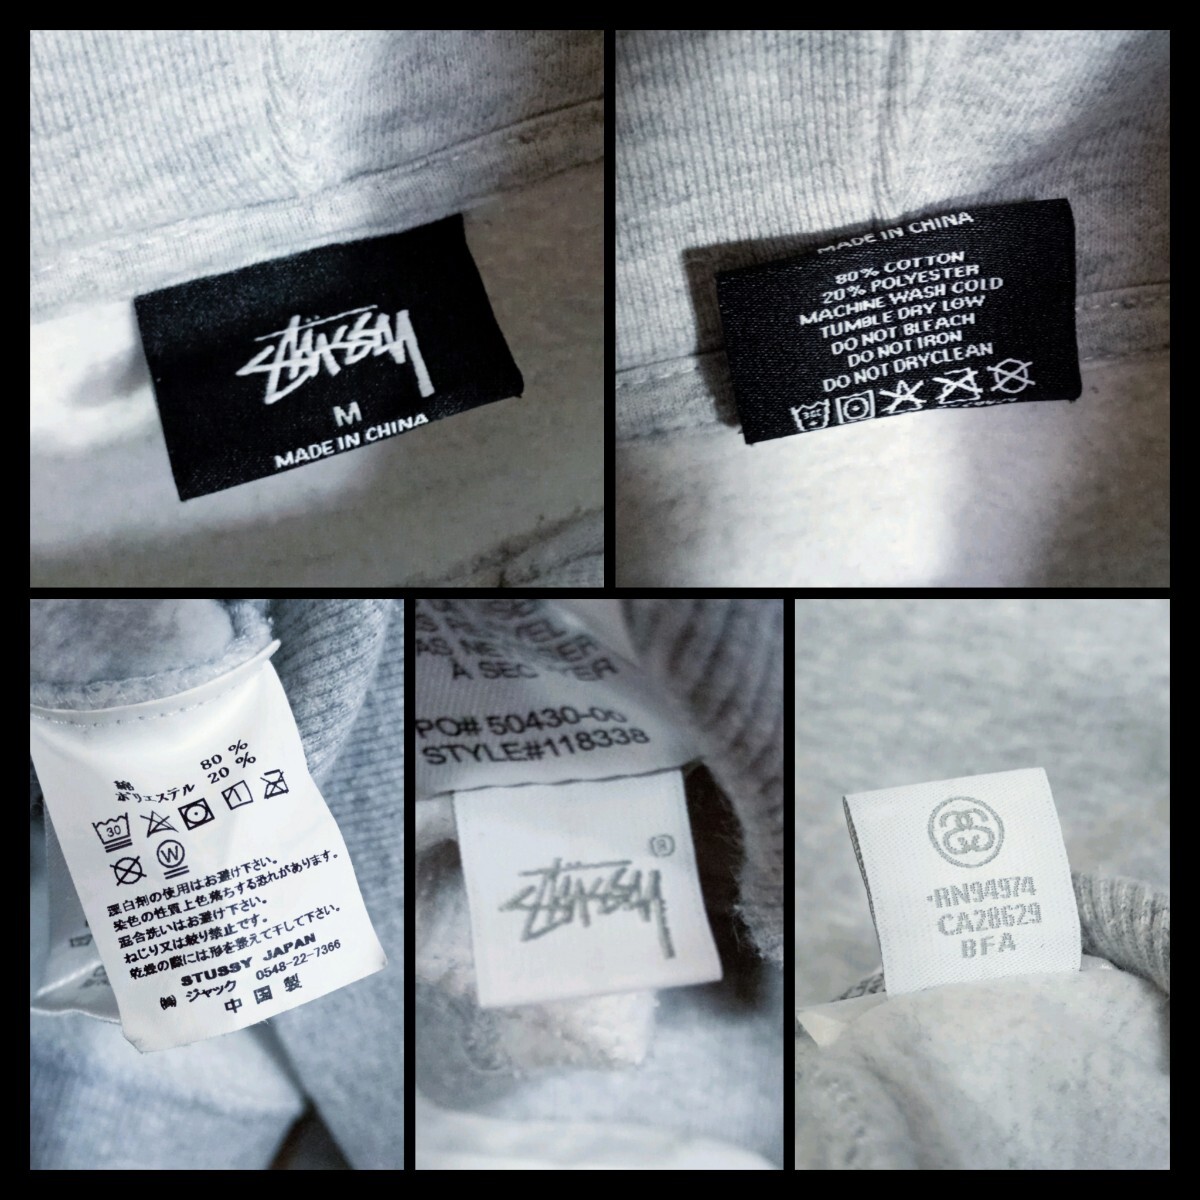 STÜSSY
M
MADE IN CHINA
MADE IN CHINA
80% COTTON
20% POLYESTER
MACHINE WASH COLD
TUMBLE DRY LOW
DO NOT BLEACH
DO NOT IRON
DO NOT DRYCLEAN
綿 80 %
ポリエステル 20 %
30
W
漂白剤の使用はお避け下さい。
染色の性質上色落ちする恐れがあります。
混合洗いはお避け下さい。
ねじり又は絞り禁止です。
乾燥の際には形を整えて干して下さい。
STUSSY JAPAN
㈱ ジャック 0548-22-7366
中国製
AS NE
À SEC
PO# 50430-00
STYLE#118338
STÜSSY ®
RN94974
CA28629
BFA